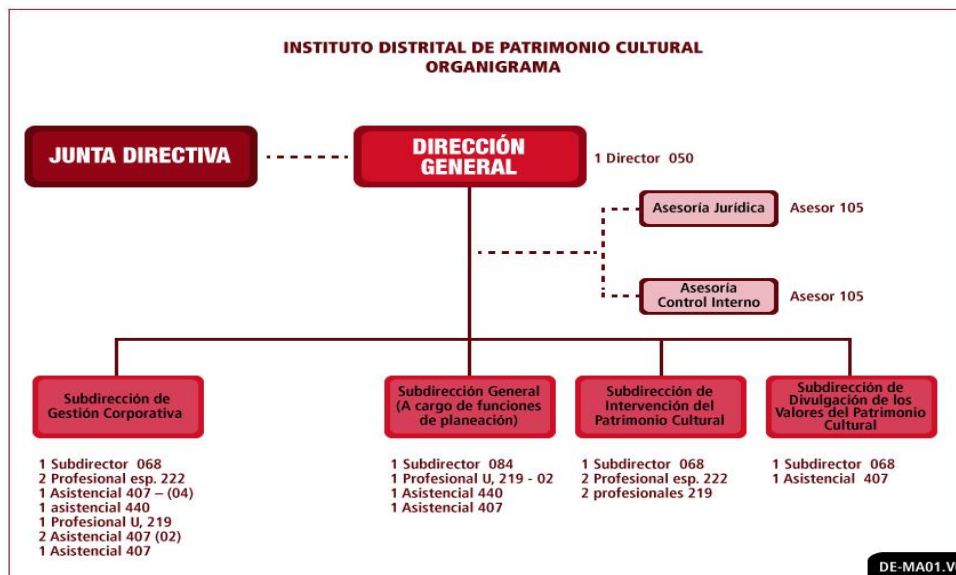 INSTITUTO DISTRITAL DE PATRIMONIO CULTURAL
ORGANIGRAMA
JUNTA DIRECTIVA
DIRECCIÓN
GENERAL
1 Director 050
Asesoría Jurídica
Asesor 105
Asesoría
Control Interno
Asesor 105
Subdirección de
Gestión Corporativa
1 Subdirector 068
2 Profesional esp. 222
1 Asistencial 407 – (04)
1 asistencial 440
1 Profesional U, 219
2 Asistencial 407 (02)
1 Asistencial 407
Subdirección General
(A cargo de funciones
de planeación)
1 Subdirector 084
1 Profesional U, 219 - 02
1 Asistencial 440
1 Asistencial 407
Subdirección de
Intervención del
Patrimonio Cultural
1 Subdirector 068
2 Profesional esp. 222
2 profesionales 219
Subdirección de
Divulgación de los
Valores del Patrimonio
Cultural
1 Subdirector 068
1 Asistencial 407